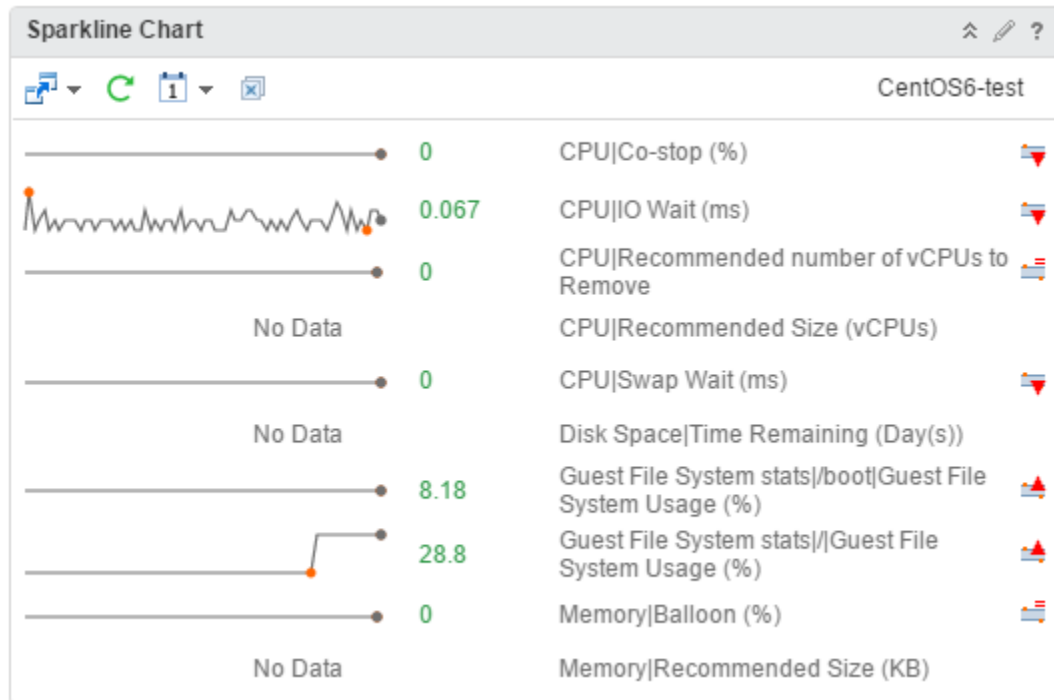 Sparkline Chart ?
1 CentOS6-test
0 CPU|Co-stop (%)
0.067 CPU|IO Wait (ms)
0 CPU|Recommended number of vCPUs to
Remove
No Data CPU|Recommended Size (vCPUs)
0 CPU|Swap Wait (ms)
No Data Disk Space|Time Remaining (Day(s))
8.18 Guest File System stats|/boot|Guest File
System Usage (%)
28.8 Guest File System stats|/|Guest File
System Usage (%)
0 Memory|Balloon (%)
No Data Memory|Recommended Size (KB)